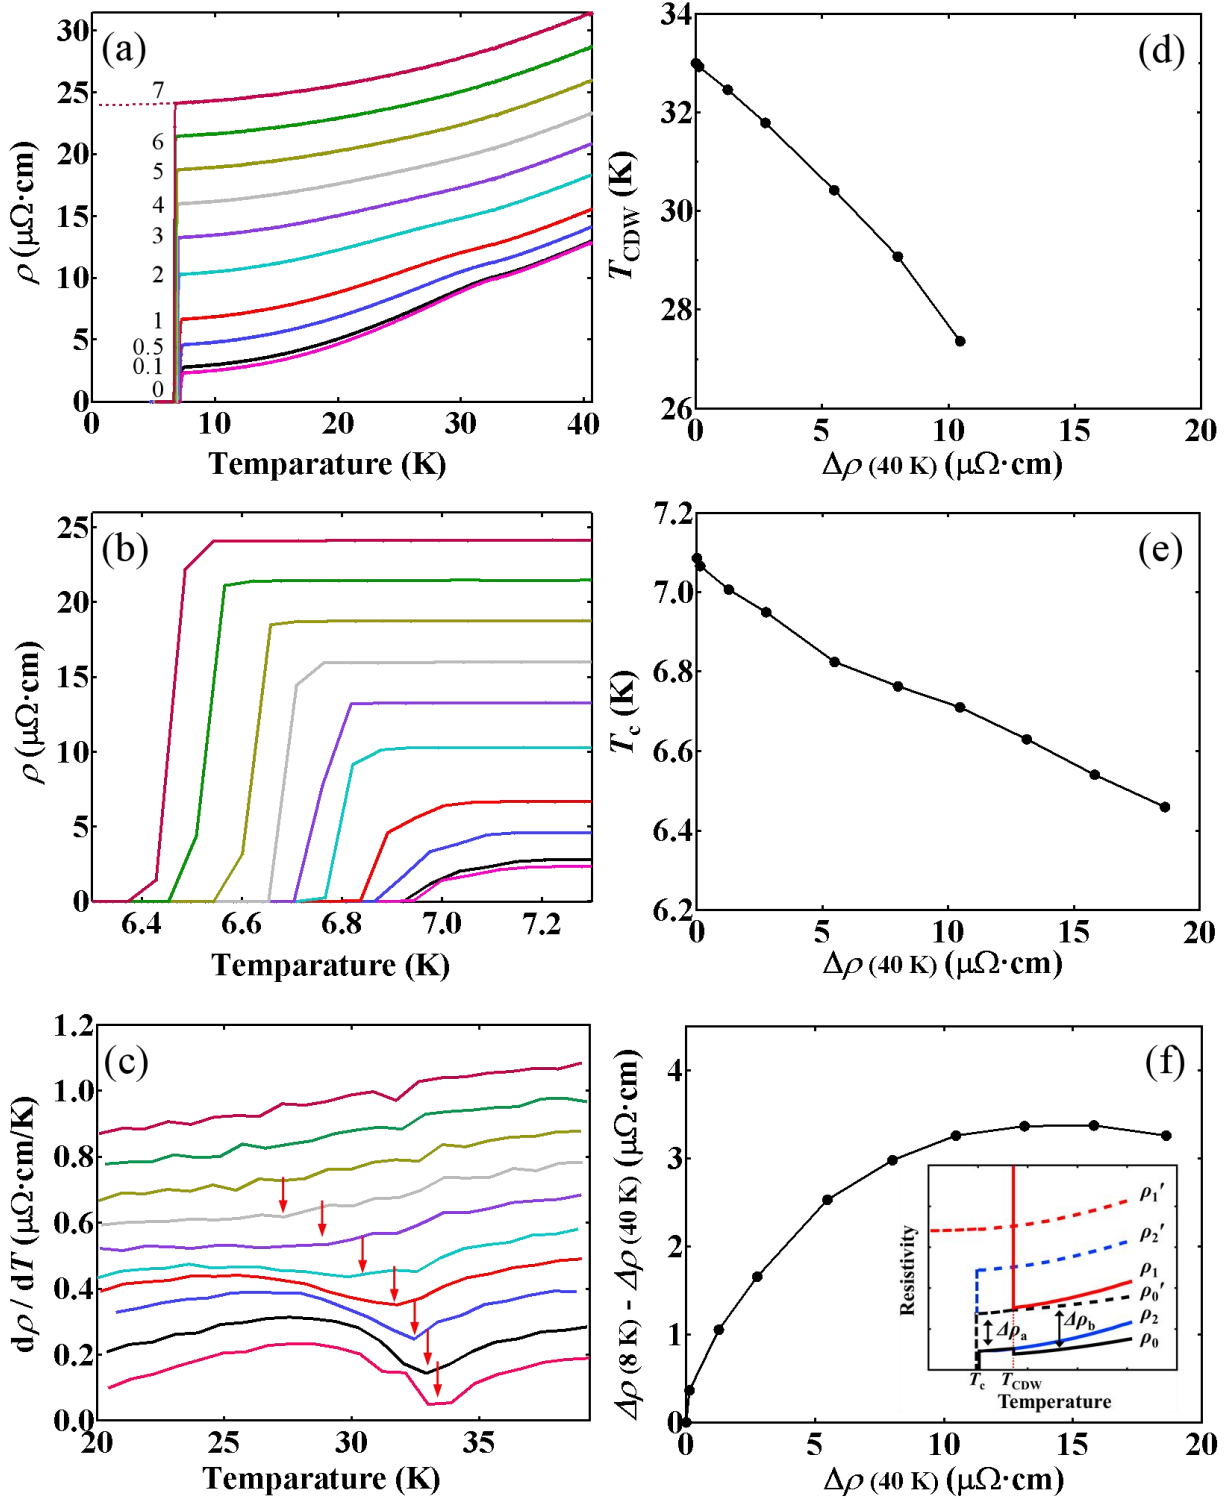 (a)
30
25
20
15
10
5
0
ρ (μΩ·cm)
7
6
5
4
3
2
1
0.5
0.1
0
0 10 20 30 40
Temparature (K)
(d)
34
32
30
28
26
T_CDW (K)
0 5 10 15 20
Δρ (40 K) (μΩ·cm)
(b)
25
20
15
10
5
0
ρ (μΩ·cm)
6.4 6.6 6.8 7.0 7.2
Temparature (K)
(e)
7.2
7.0
6.8
6.6
6.4
6.2
T_c (K)
0 5 10 15 20
Δρ (40 K) (μΩ·cm)
(c)
1.2
1.0
0.8
0.6
0.4
0.2
0.0
dρ / dT (μΩ·cm/K)
20 25 30 35
Temparature (K)
(f)
4
3
2
1
0
Δρ (8 K) - Δρ (40 K) (μΩ·cm)
Resistivity
ρ₁'
ρ₂'
ρ₁
ρ₀'
ρ₂
ρ₀
Δρ_a
Δρ_b
T_c T_CDW
Temperature
0 5 10 15 20
Δρ (40 K) (μΩ·cm)